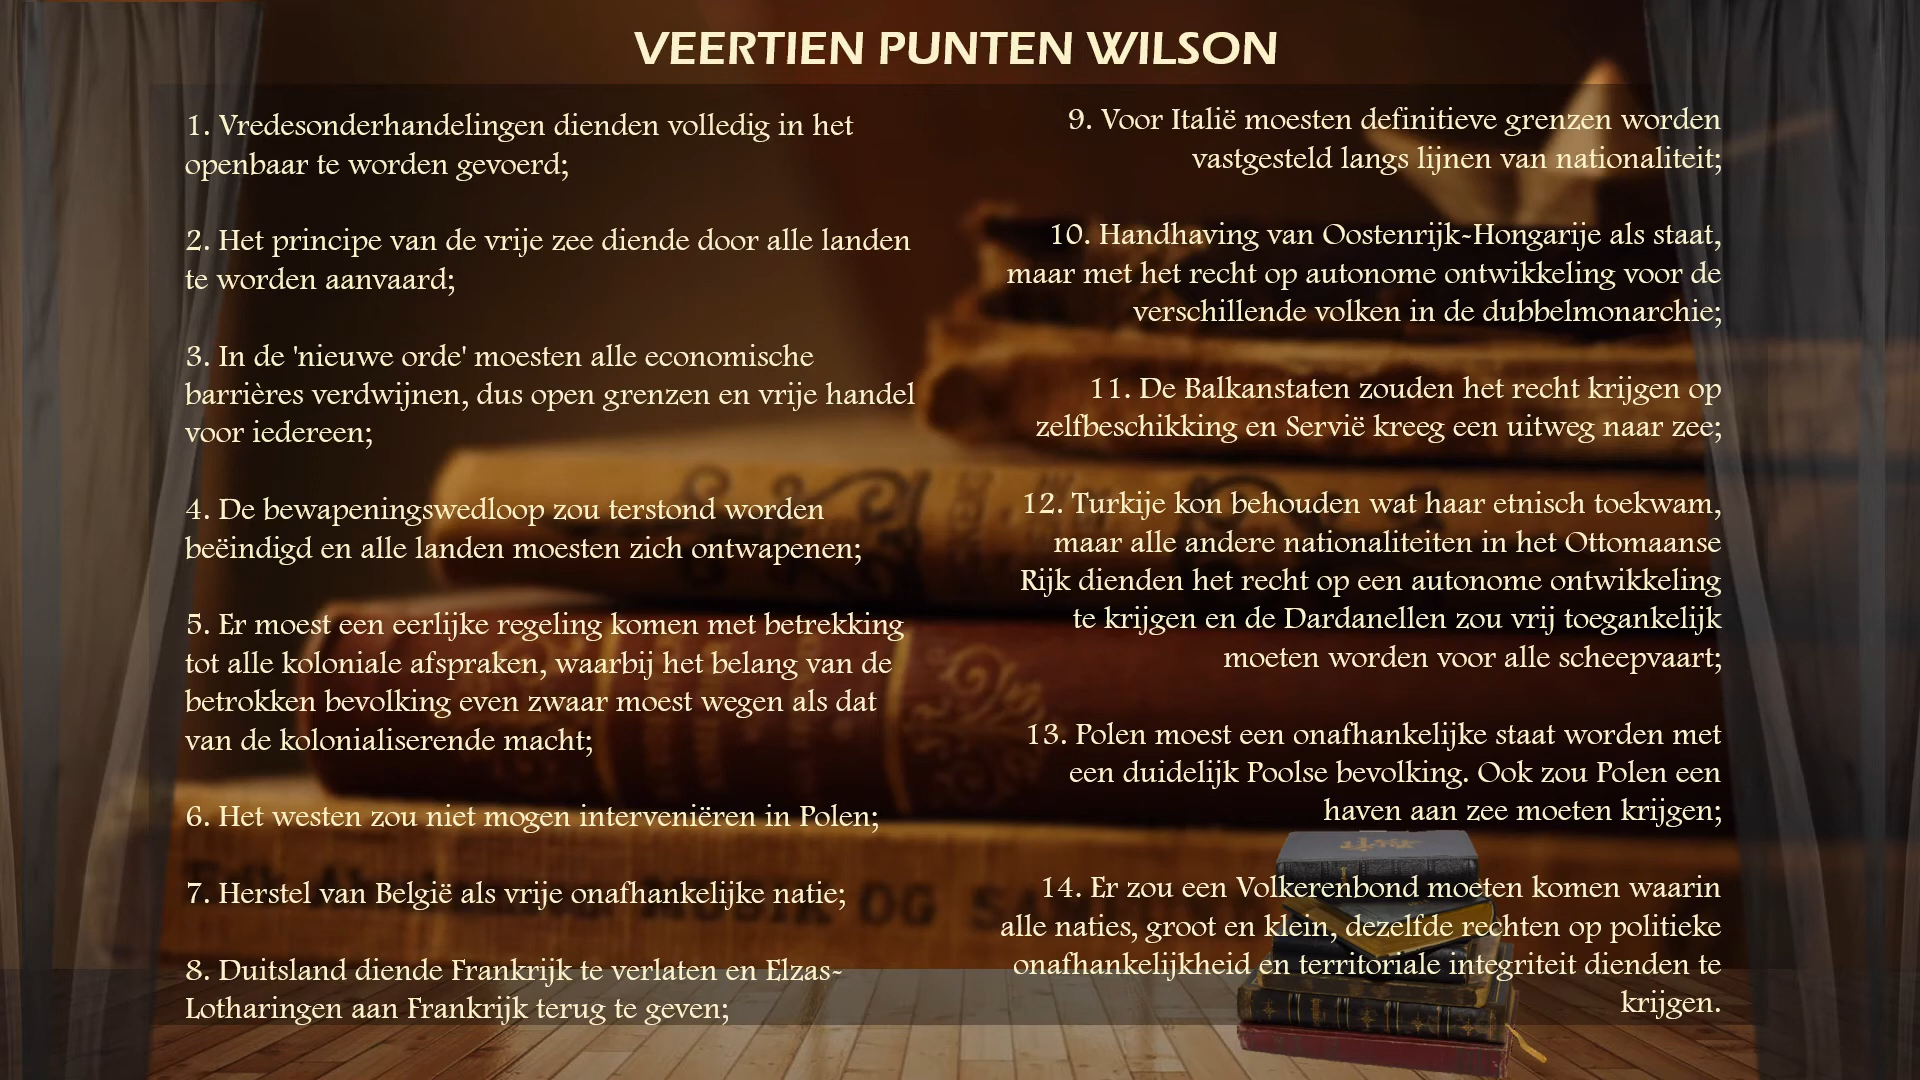 VEERTIEN PUNTEN WILSON
1. Vredesonderhandelingen dienden volledig in het
openbaar te worden gevoerd;
2. Het principe van de vrije zee diende door alle landen
te worden aanvaard;
3. In de 'nieuwe orde' moesten alle economische
barrières verdwijnen, dus open grenzen en vrije handel
voor iedereen;
4. De bewapeningswedloop zou terstond worden
beëindigd en alle landen moesten zich ontwapenen;
5. Er moest een eerlijke regeling komen met betrekking
tot alle koloniale afspraken, waarbij het belang van de
betrokken bevolking even zwaar moest wegen als dat
van de kolonialiserende macht;
6. Het westen zou niet mogen interveniëren in Polen;
7. Herstel van België als vrije onafhankelijke natie;
8. Duitsland diende Frankrijk te verlaten en Elzas-
Lotharingen aan Frankrijk terug te geven;
9. Voor Italië moesten definitieve grenzen worden
vastgesteld langs lijnen van nationaliteit;
10. Handhaving van Oostenrijk-Hongarije als staat,
maar met het recht op autonome ontwikkeling voor de
verschillende volken in de dubbelmonarchie;
11. De Balkanstaten zouden het recht krijgen op
zelfbeschikking en Servië kreeg een uitweg naar zee;
12. Turkije kon behouden wat haar etnisch toekwam,
maar alle andere nationaliteiten in het Ottomaanse
Rijk dienden het recht op een autonome ontwikkeling
te krijgen en de Dardanellen zou vrij toegankelijk
moeten worden voor alle scheepvaart;
13. Polen moest een onafhankelijke staat worden met
een duidelijk Poolse bevolking. Ook zou Polen een
haven aan zee moeten krijgen;
14. Er zou een Volkerenbond moeten komen waarin
alle naties, groot en klein, dezelfde rechten op politieke
onafhankelijkheid en territoriale integriteit dienden te
krijgen.
MUSIK OG